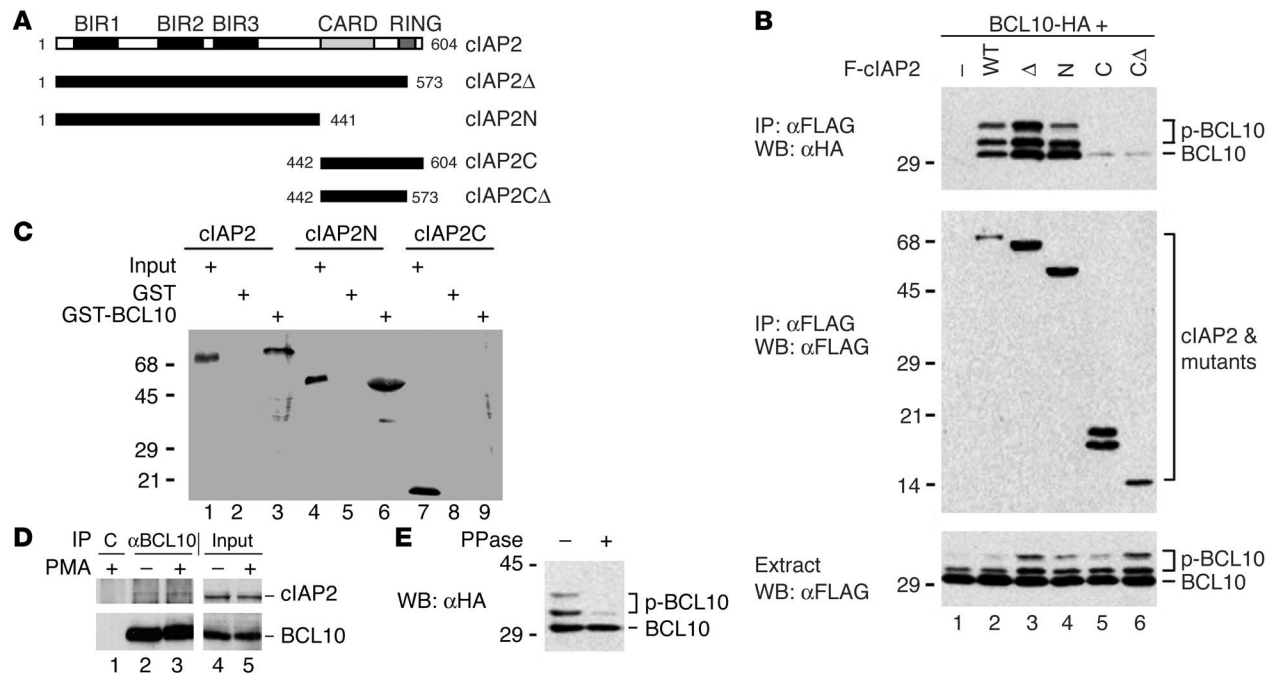 A
BIR1 BIR2 BIR3 CARD RING
1 604 cIAP2
1 573 cIAP2Δ
1 441 cIAP2N
442 604 cIAP2C
442 573 cIAP2CΔ
B
BCL10-HA +
F-cIAP2 – WT Δ N C CΔ
IP: αFLAG
WB: αHA
29 -
p-BCL10
BCL10
68 -
45 -
29 -
21 -
14 -
IP: αFLAG
WB: αFLAG
cIAP2 &
mutants
Extract
WB: αFLAG
29 -
p-BCL10
BCL10
1 2 3 4 5 6
C
cIAP2 cIAP2N cIAP2C
Input + + +
GST + + +
GST-BCL10 + + +
68 -
45 -
29 -
21 -
1 2 3 4 5 6 7 8 9
D
IP C αBCL10 Input
PMA + – + – +
cIAP2
BCL10
1 2 3 4 5
E
PPase – +
45 -
WB: αHA
p-BCL10
BCL10
29 -